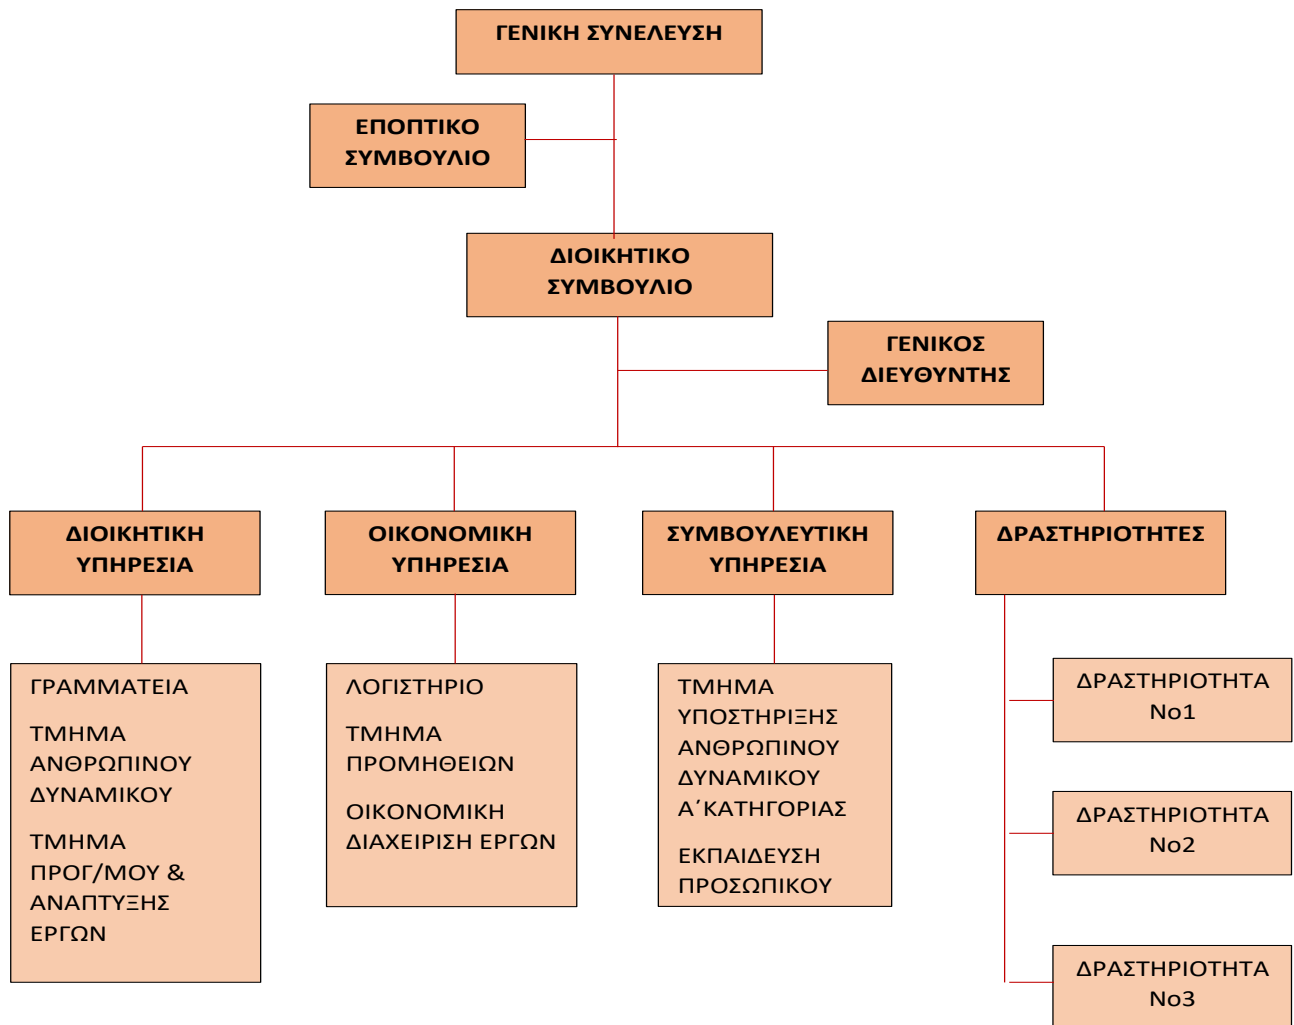 ΓΕΝΙΚΗ ΣΥΝΕΛΕΥΣΗ
ΕΠΟΠΤΙΚΟ
ΣΥΜΒΟΥΛΙΟ
ΔΙΟΙΚΗΤΙΚΟ
ΣΥΜΒΟΥΛΙΟ
ΓΕΝΙΚΟΣ
ΔΙΕΥΘΥΝΤΗΣ
ΔΙΟΙΚΗΤΙΚΗ
ΥΠΗΡΕΣΙΑ
ΟΙΚΟΝΟΜΙΚΗ
ΥΠΗΡΕΣΙΑ
ΣΥΜΒΟΥΛΕΥΤΙΚΗ
ΥΠΗΡΕΣΙΑ
ΔΡΑΣΤΗΡΙΟΤΗΤΕΣ
ΓΡΑΜΜΑΤΕΙΑ
ΤΜΗΜΑ
ΑΝΘΡΩΠΙΝΟΥ
ΔΥΝΑΜΙΚΟΥ
ΤΜΗΜΑ
ΠΡΟΓ/ΜΟΥ &
ΑΝΑΠΤΥΞΗΣ
ΕΡΓΩΝ
ΛΟΓΙΣΤΗΡΙΟ
ΤΜΗΜΑ
ΠΡΟΜΗΘΕΙΩΝ
ΟΙΚΟΝΟΜΙΚΗ
ΔΙΑΧΕΙΡΙΣΗ ΕΡΓΩΝ
ΤΜΗΜΑ
ΥΠΟΣΤΗΡΙΞΗΣ
ΑΝΘΡΩΠΙΝΟΥ
ΔΥΝΑΜΙΚΟΥ
Α΄ΚΑΤΗΓΟΡΙΑΣ
ΕΚΠΑΙΔΕΥΣΗ
ΠΡΟΣΩΠΙΚΟΥ
ΔΡΑΣΤΗΡΙΟΤΗΤΑ
Νο1
ΔΡΑΣΤΗΡΙΟΤΗΤΑ
Νο2
ΔΡΑΣΤΗΡΙΟΤΗΤΑ
Νο3